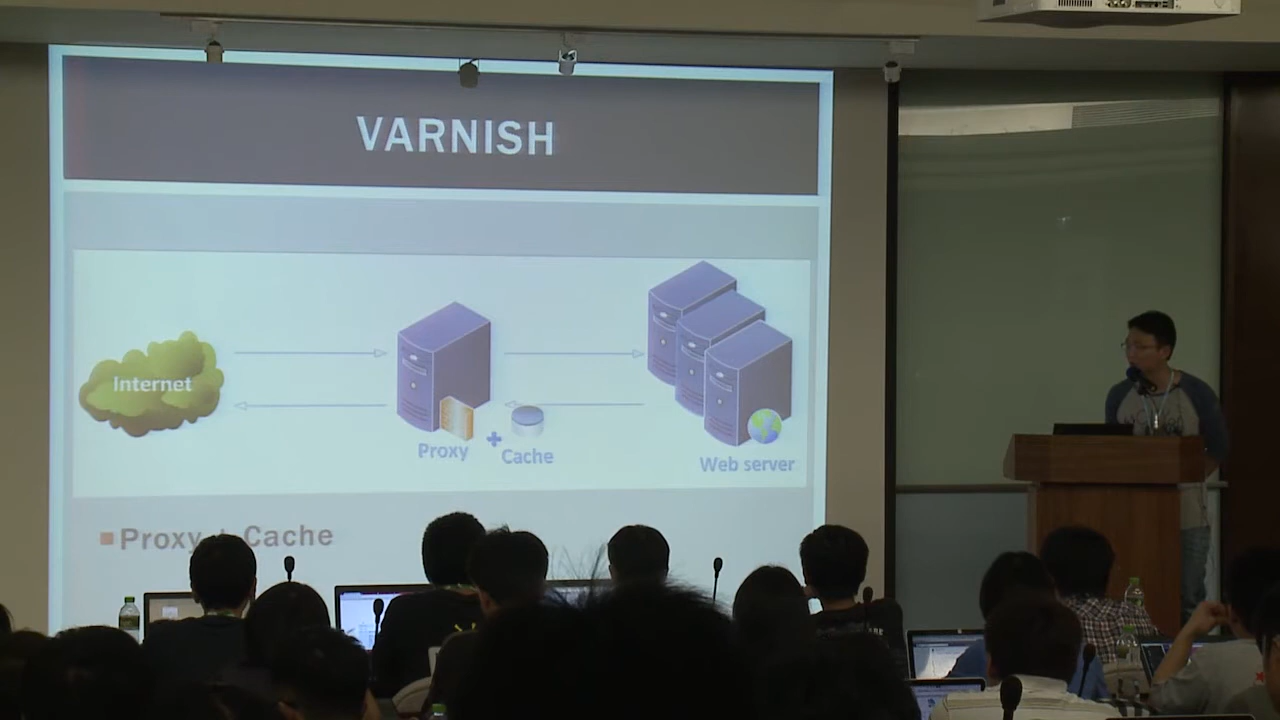 VARNISH
Internet
Proxy
Cache
Web server
Proxy + Cache